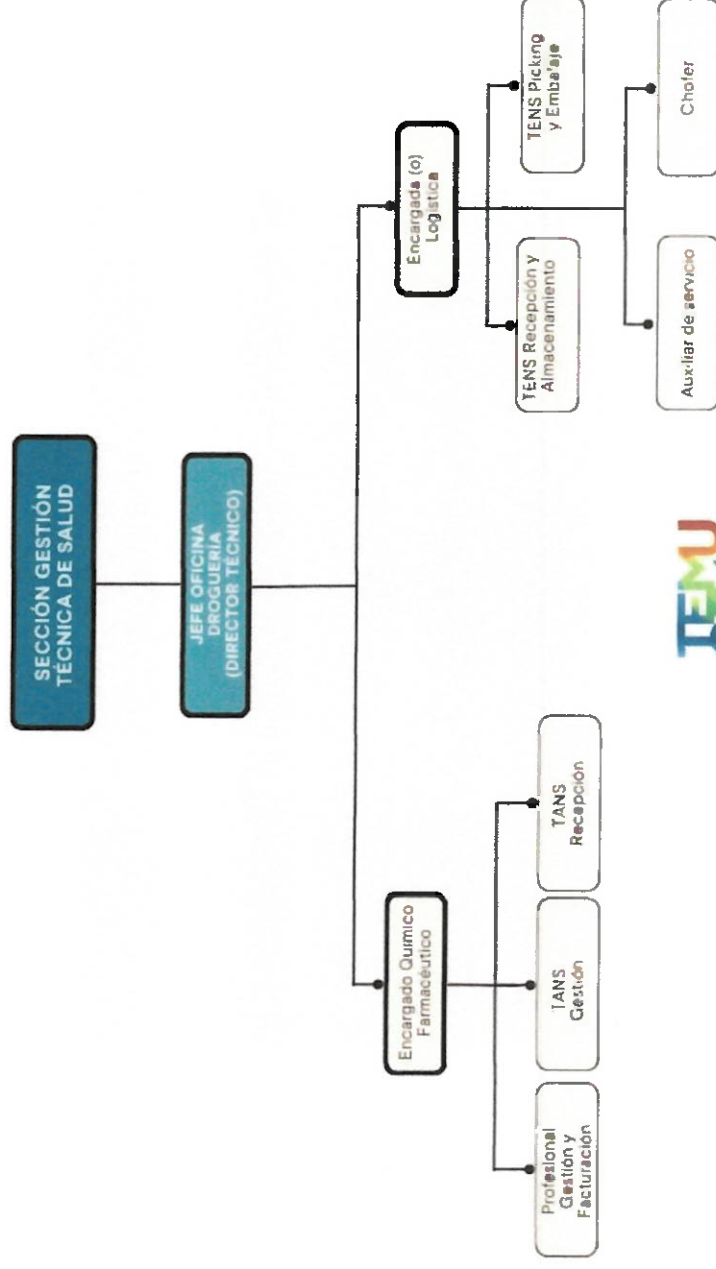 SECCIÓN GESTIÓN
TÉCNICA DE SALUD
JEFE OFICINA
DROGUERÍA
(DIRECTOR TÉCNICO)
Encargado Químico
Farmacéutico
Encargada (o)
Logística
Profesional
Gestión y
Facturación
TANS
Gestión
TANS
Recepción
TENS Recepción y
Almacenamiento
TENS Picking
y Embalaje
Auxiliar de servicio
Chofer